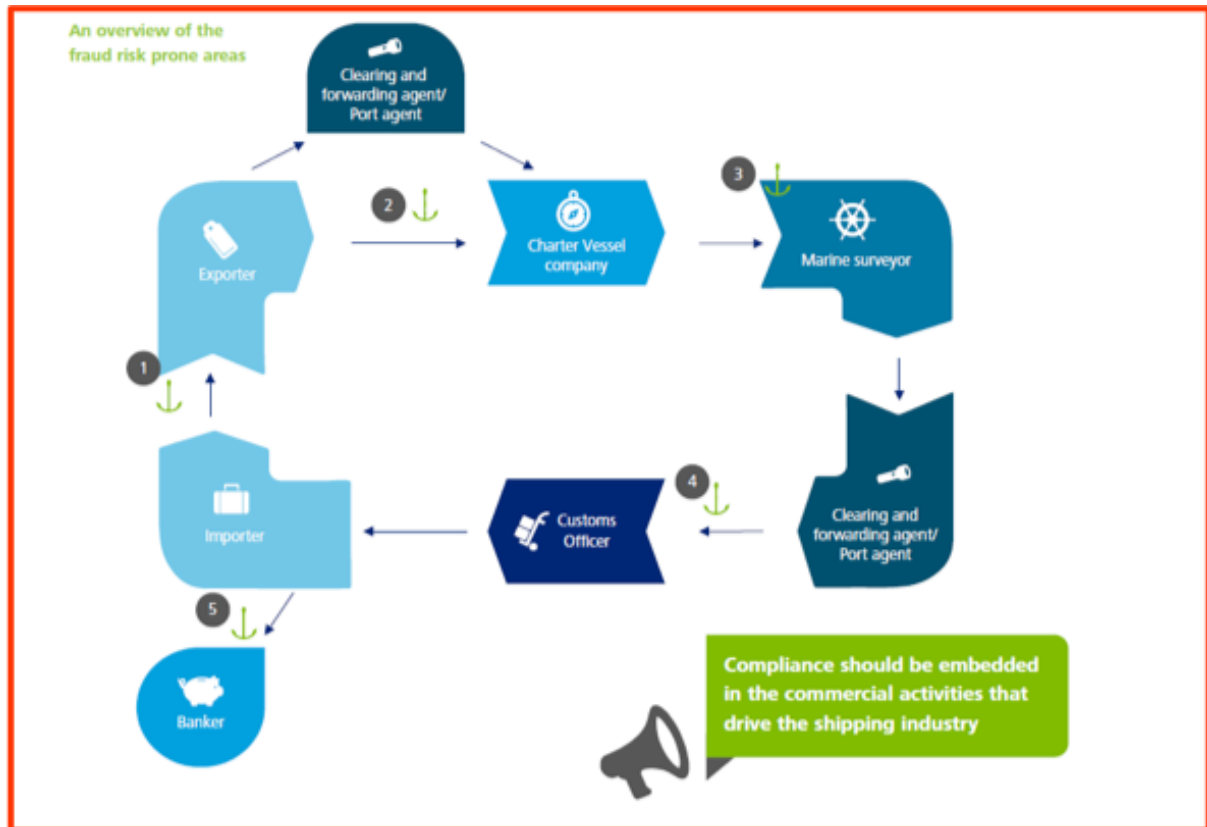 An overview of the
fraud risk prone areas
Clearing and
forwarding agent/
Port agent
2
3
Charter Vessel
company
Marine surveyor
Exporter
1
4
Customs
Officer
Clearing and
forwarding agent/
Port agent
Importer
5
Compliance should be embedded
in the commercial activities that
drive the shipping industry
Banker